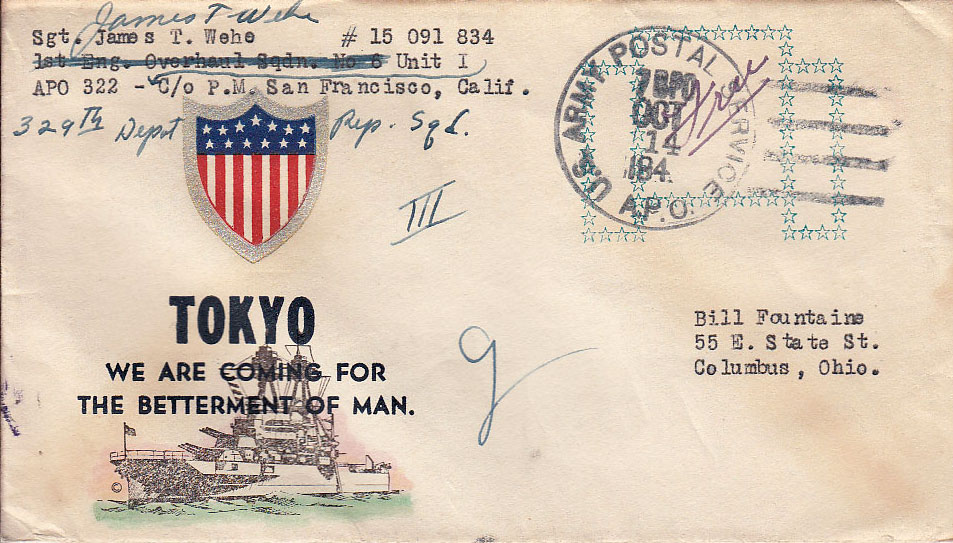 James T Wehe
Sgt. James T. Wehe # 15 091 834
1st Eng. Overhaul Sqdn. No 6 Unit I
APO 322 - C/o P.M. San Francisco, Calif.
329th Depot Rep. Sqd.
III
U.S. ARMY POSTAL SERVICE
A.P.O.
OCT
14
194
Free
TOKYO
WE ARE COMING FOR
THE BETTERMENT OF MAN.
©
g
Bill Fountaine
55 E. State St.
Columbus, Ohio.